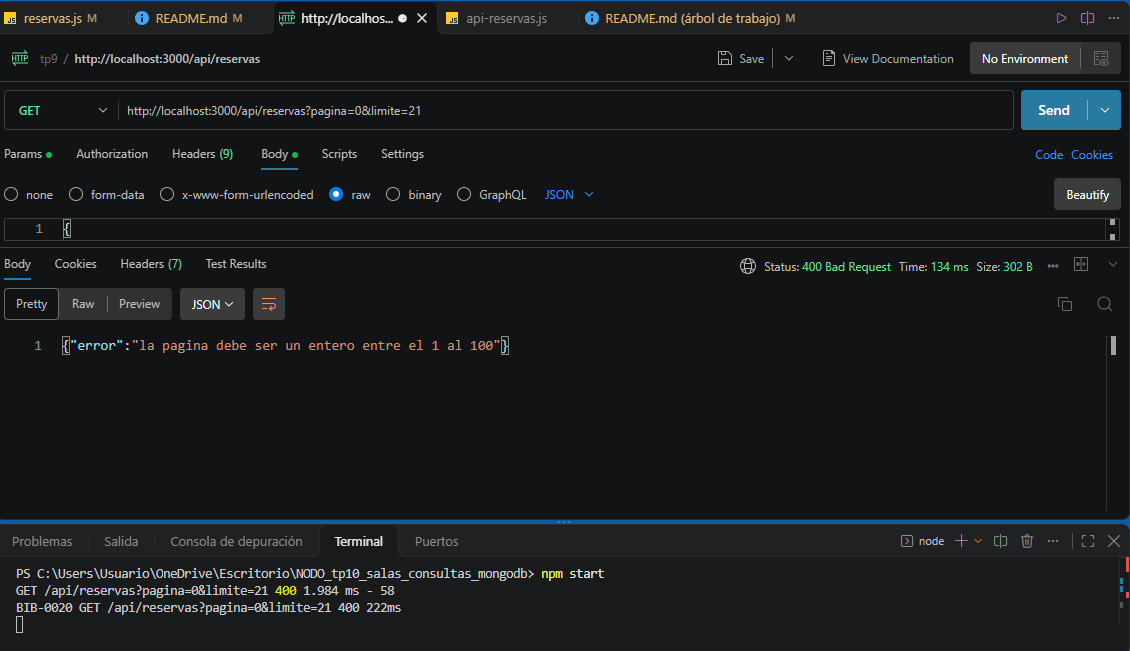 reservas.js M README.md M http://localhos... api-reservas.js README.md (árbol de trabajo) M
HTTP tp9 / http://localhost:3000/api/reservas Save View Documentation No Environment
GET http://localhost:3000/api/reservas?pagina=0&limite=21 Send
Params Authorization Headers (9) Body Scripts Settings Code Cookies
none form-data x-www-form-urlencoded raw binary GraphQL JSON Beautify
1 {
Body Cookies Headers (7) Test Results Status: 400 Bad Request Time: 134 ms Size: 302 B
Pretty Raw Preview JSON
1 {"error":"la pagina debe ser un entero entre el 1 al 100"}
Problemas Salida Consola de depuración Terminal Puertos node
PS C:\Users\Usuario\OneDrive\Escritorio\NODO_tp10_salas_consultas_mongodb> npm start
GET /api/reservas?pagina=0&limite=21 400 1.984 ms - 58
BIB-0020 GET /api/reservas?pagina=0&limite=21 400 222ms